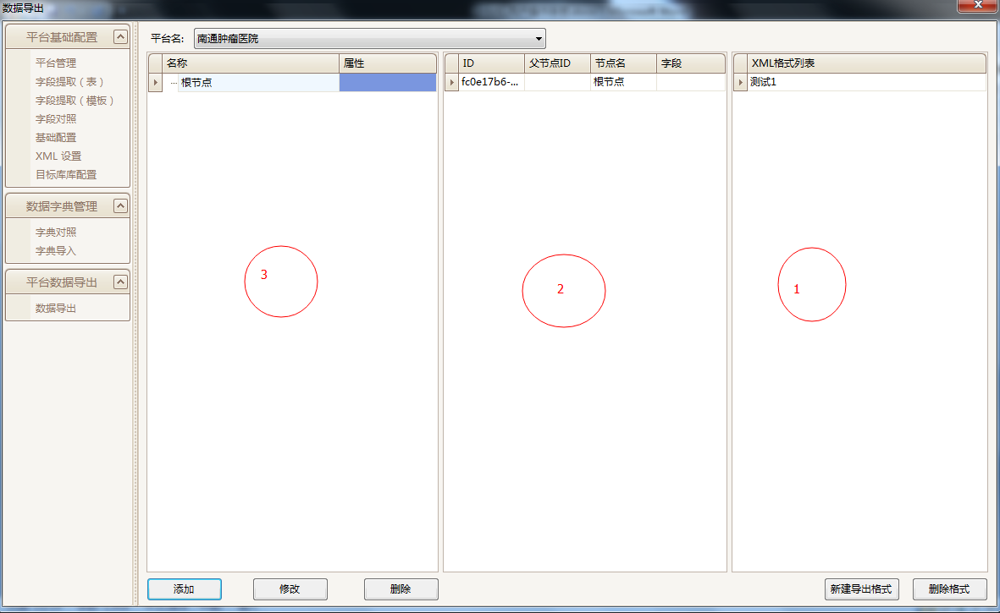 数据导出
平台基础配置
平台管理
字段提取（表）
字段提取（模板）
字段对照
基础配置
XML 设置
目标库库配置
数据字典管理
字典对照
字典导入
平台数据导出
数据导出
平台名: 南通肿瘤医院
名称 属性
根节点
3
ID 父节点ID 节点名 字段
fc0e17b6-... 根节点
2
XML格式列表
测试1
1
添加 修改 删除 新建导出格式 删除格式